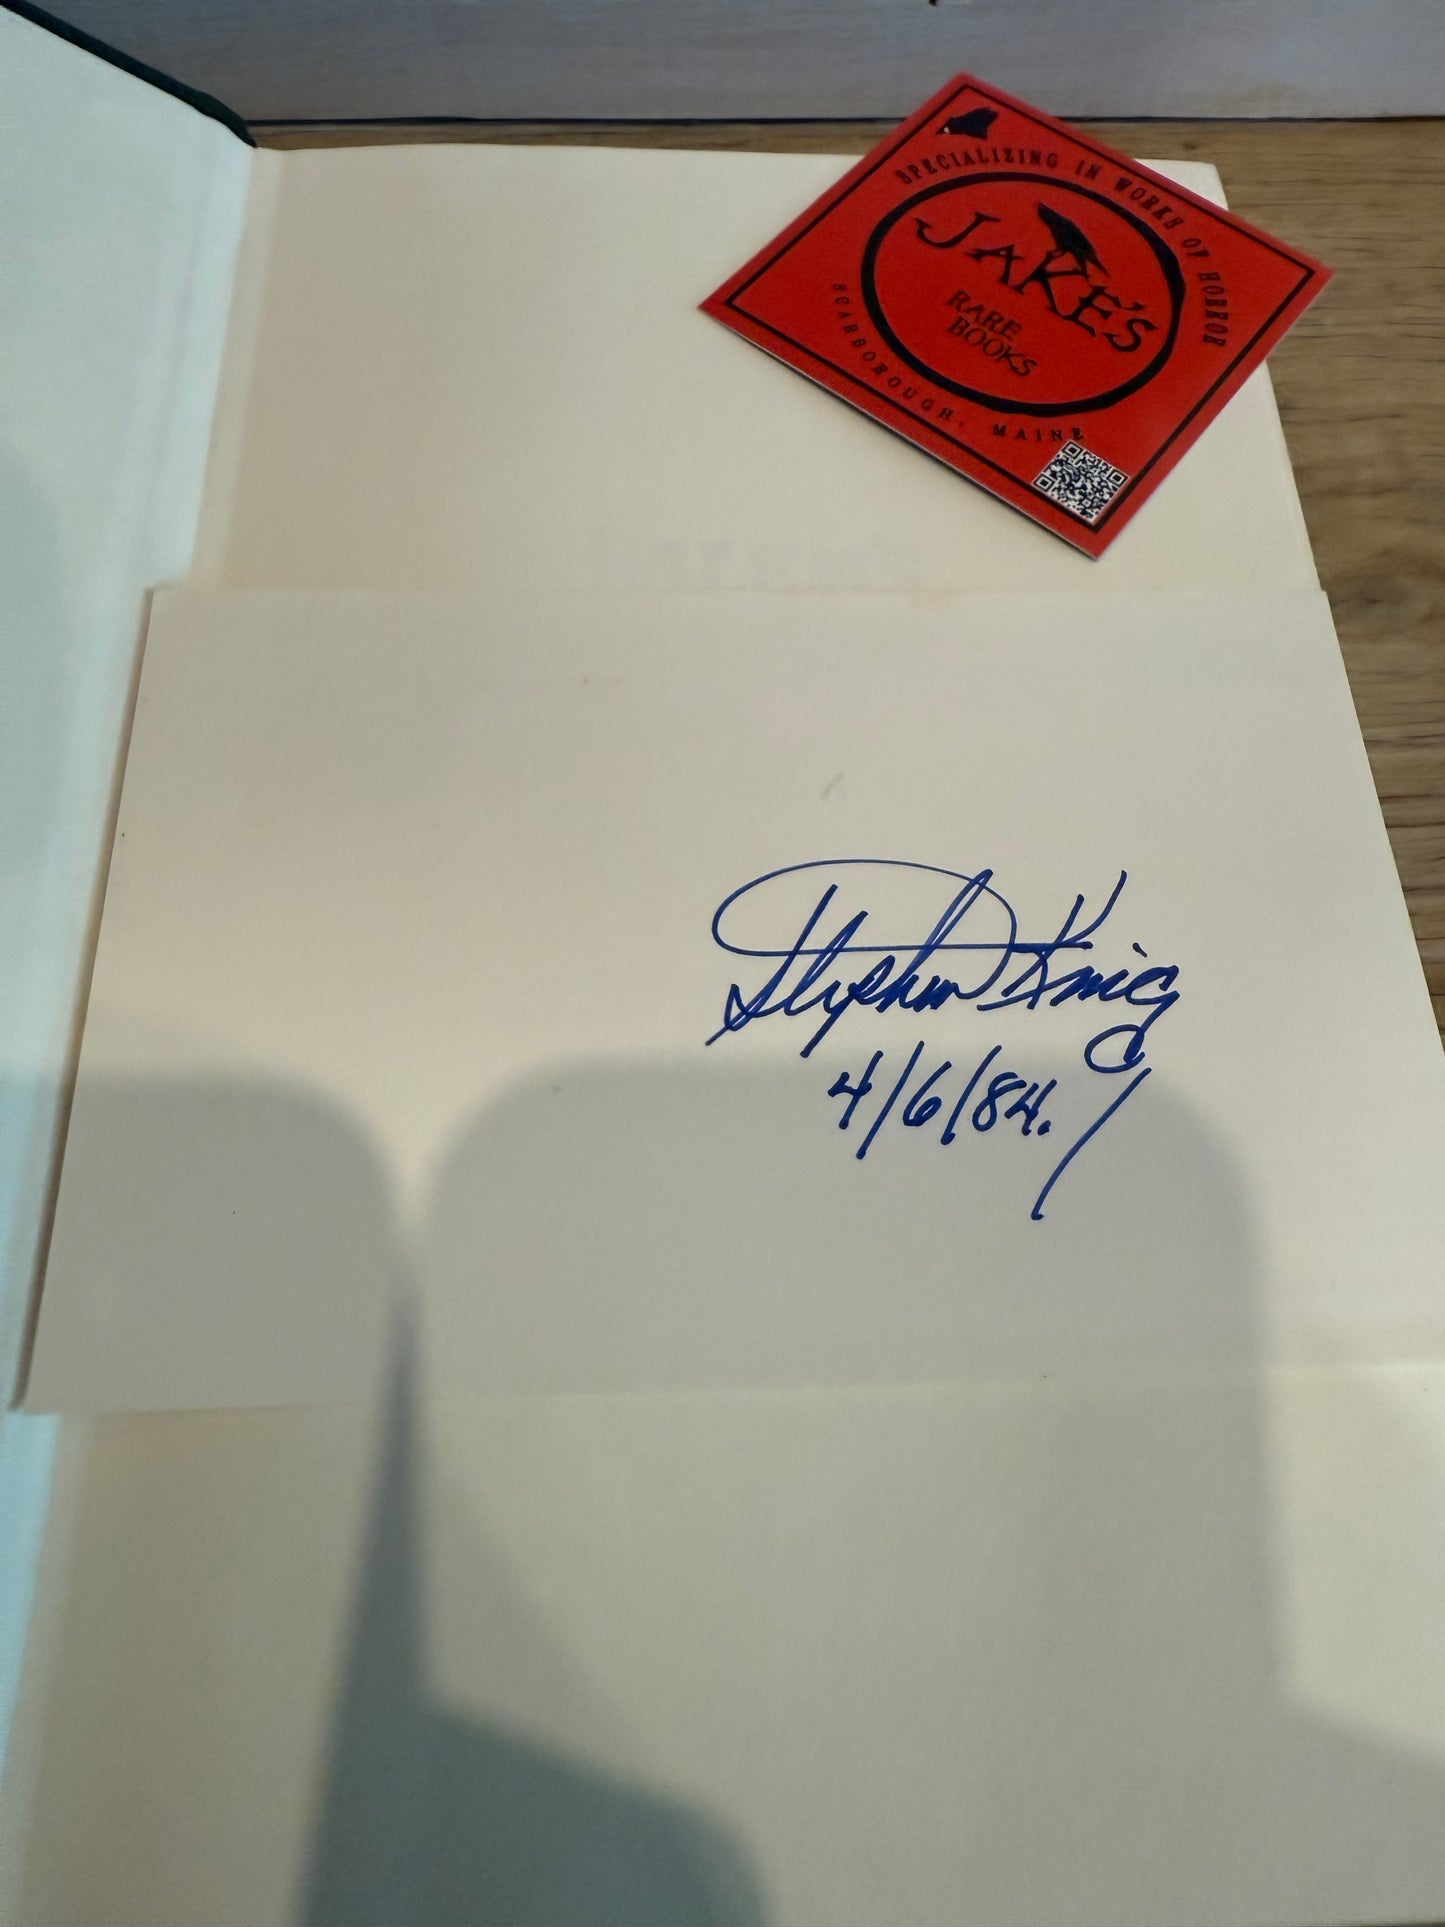 SPECIALIZING IN WORKS OF HORROR
JAKE'S
RARE
BOOKS
SCARBOROUGH, MAINE
Stephen King
4/6/84.